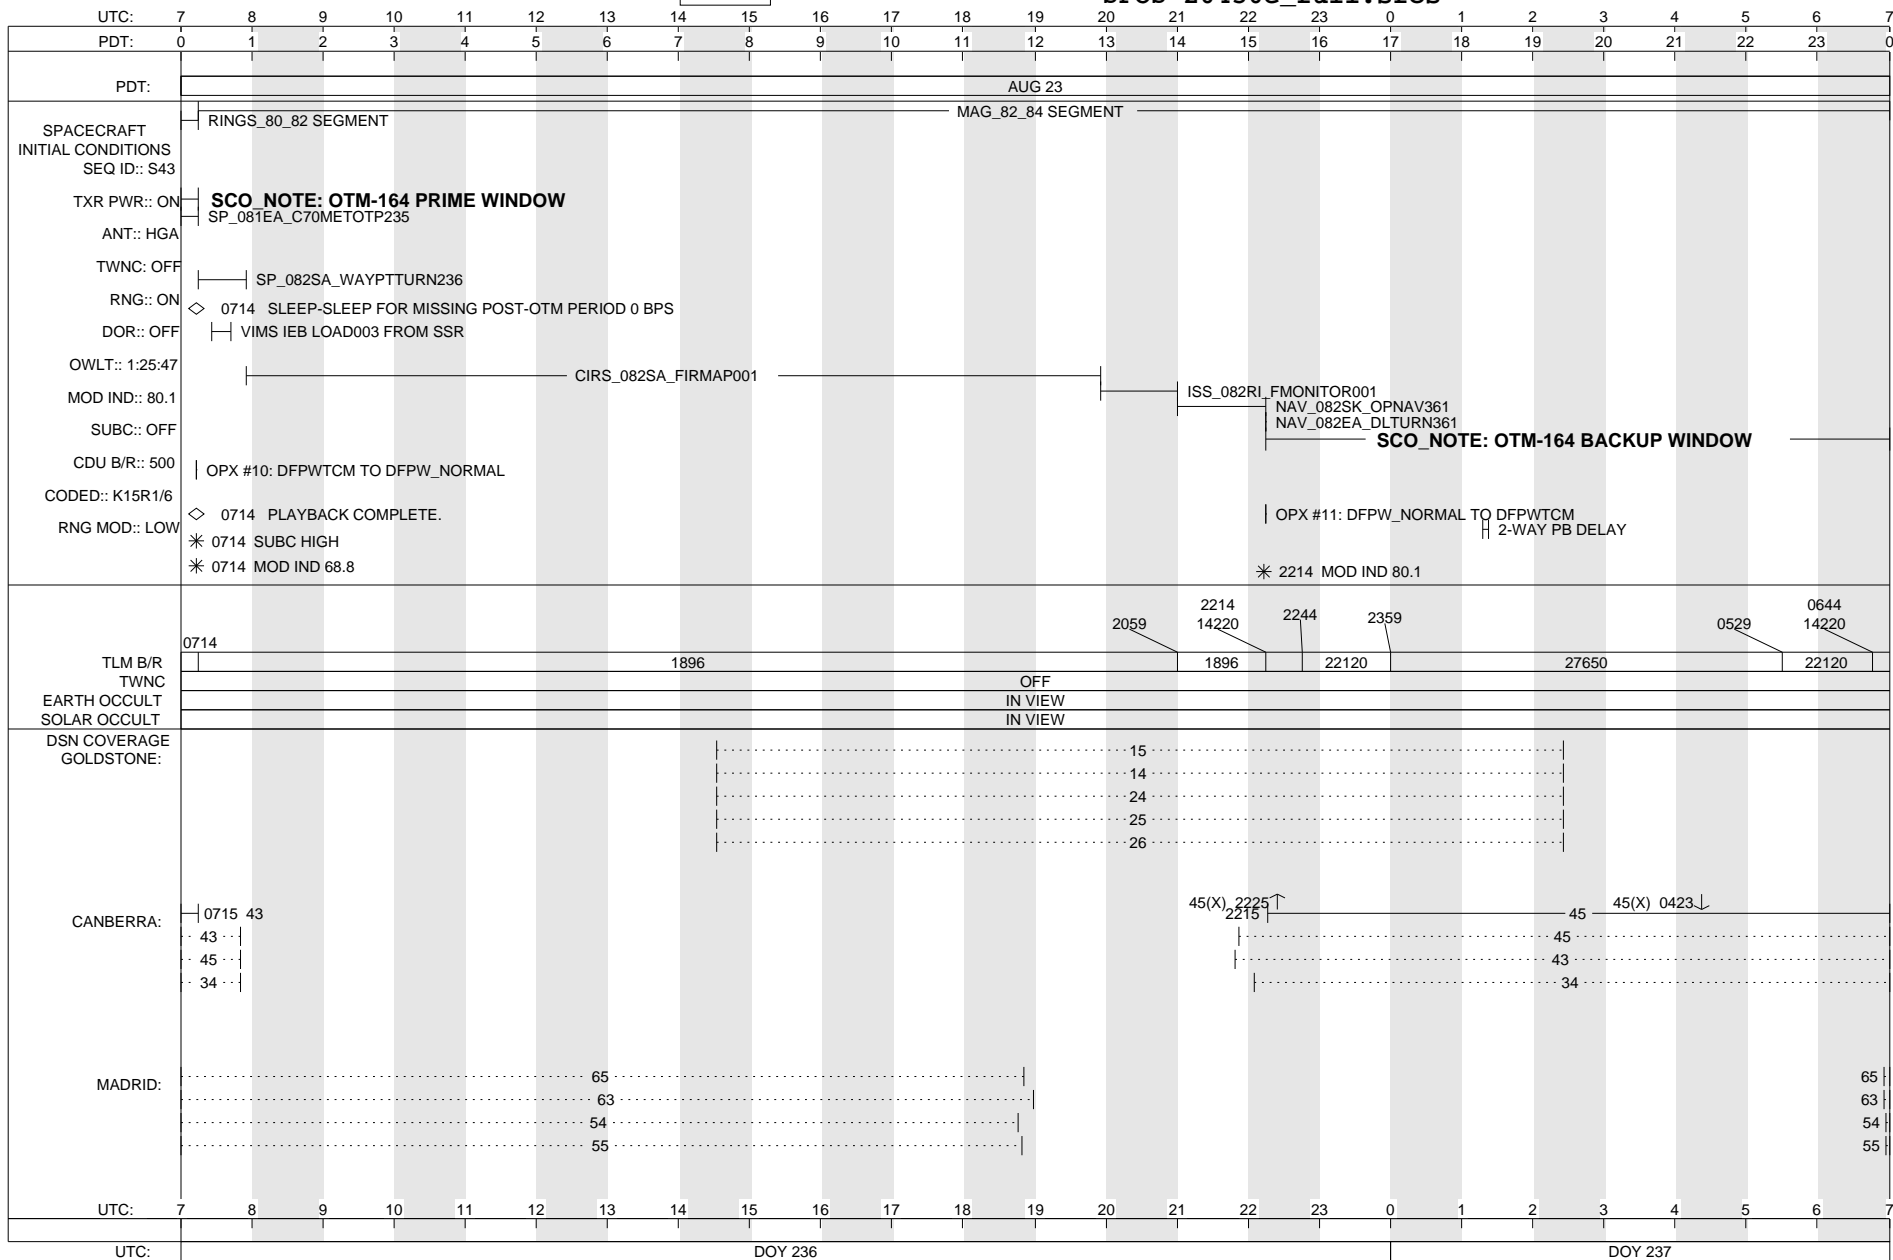 UTC: 7 8 9 10 11 12 13 14 15 16 17 18 19 20 21 22 23 0 1 2 3 4 5 6 7
PDT: 0 1 2 3 4 5 6 7 8 9 10 11 12 13 14 15 16 17 18 19 20 21 22 23 0
PDT: AUG 23
MAG_82_84 SEGMENT
RINGS_80_82 SEGMENT
SPACECRAFT
INITIAL CONDITIONS
SEQ ID:: S43
TXR PWR:: ON SCO_NOTE: OTM-164 PRIME WINDOW
SP_081EA_C70METOTP235
ANT:: HGA
TWNC: OFF
SP_082SA_WAYPTTURN236
RNG:: ON
0714 SLEEP-SLEEP FOR MISSING POST-OTM PERIOD 0 BPS
DOR:: OFF VIMS IEB LOAD003 FROM SSR
OWLT:: 1:25:47
CIRS_082SA_FIRMAP001
ISS_082RI_FMONITOR001
MOD IND:: 80.1
NAV_082SK_OPNAV361
NAV_082EA_DLTURN361
SUBC:: OFF
SCO_NOTE: OTM-164 BACKUP WINDOW
CDU B/R:: 500
OPX #10: DFPWTCM TO DFPW_NORMAL
CODED:: K15R1/6
0714 PLAYBACK COMPLETE. OPX #11: DFPW_NORMAL TO DFPWTCM
RNG MOD:: LOW 2-WAY PB DELAY
0714 SUBC HIGH
0714 MOD IND 68.8 2214 MOD IND 80.1
2214 0644
2059 14220 2244 2359 0529 14220
0714
TLM B/R 1896 1896 22120 27650 22120
TWNC OFF
EARTH OCCULT IN VIEW
SOLAR OCCULT IN VIEW
DSN COVERAGE
GOLDSTONE:
15
14
24
25
26
45(X) 2225 45(X) 0423
CANBERRA: 0715 43 2215 45
43 45
45 43
34 34
MADRID: 65 65
63 63
54 54
55 55
UTC: 7 8 9 10 11 12 13 14 15 16 17 18 19 20 21 22 23 0 1 2 3 4 5 6 7
UTC: DOY 236 DOY 237